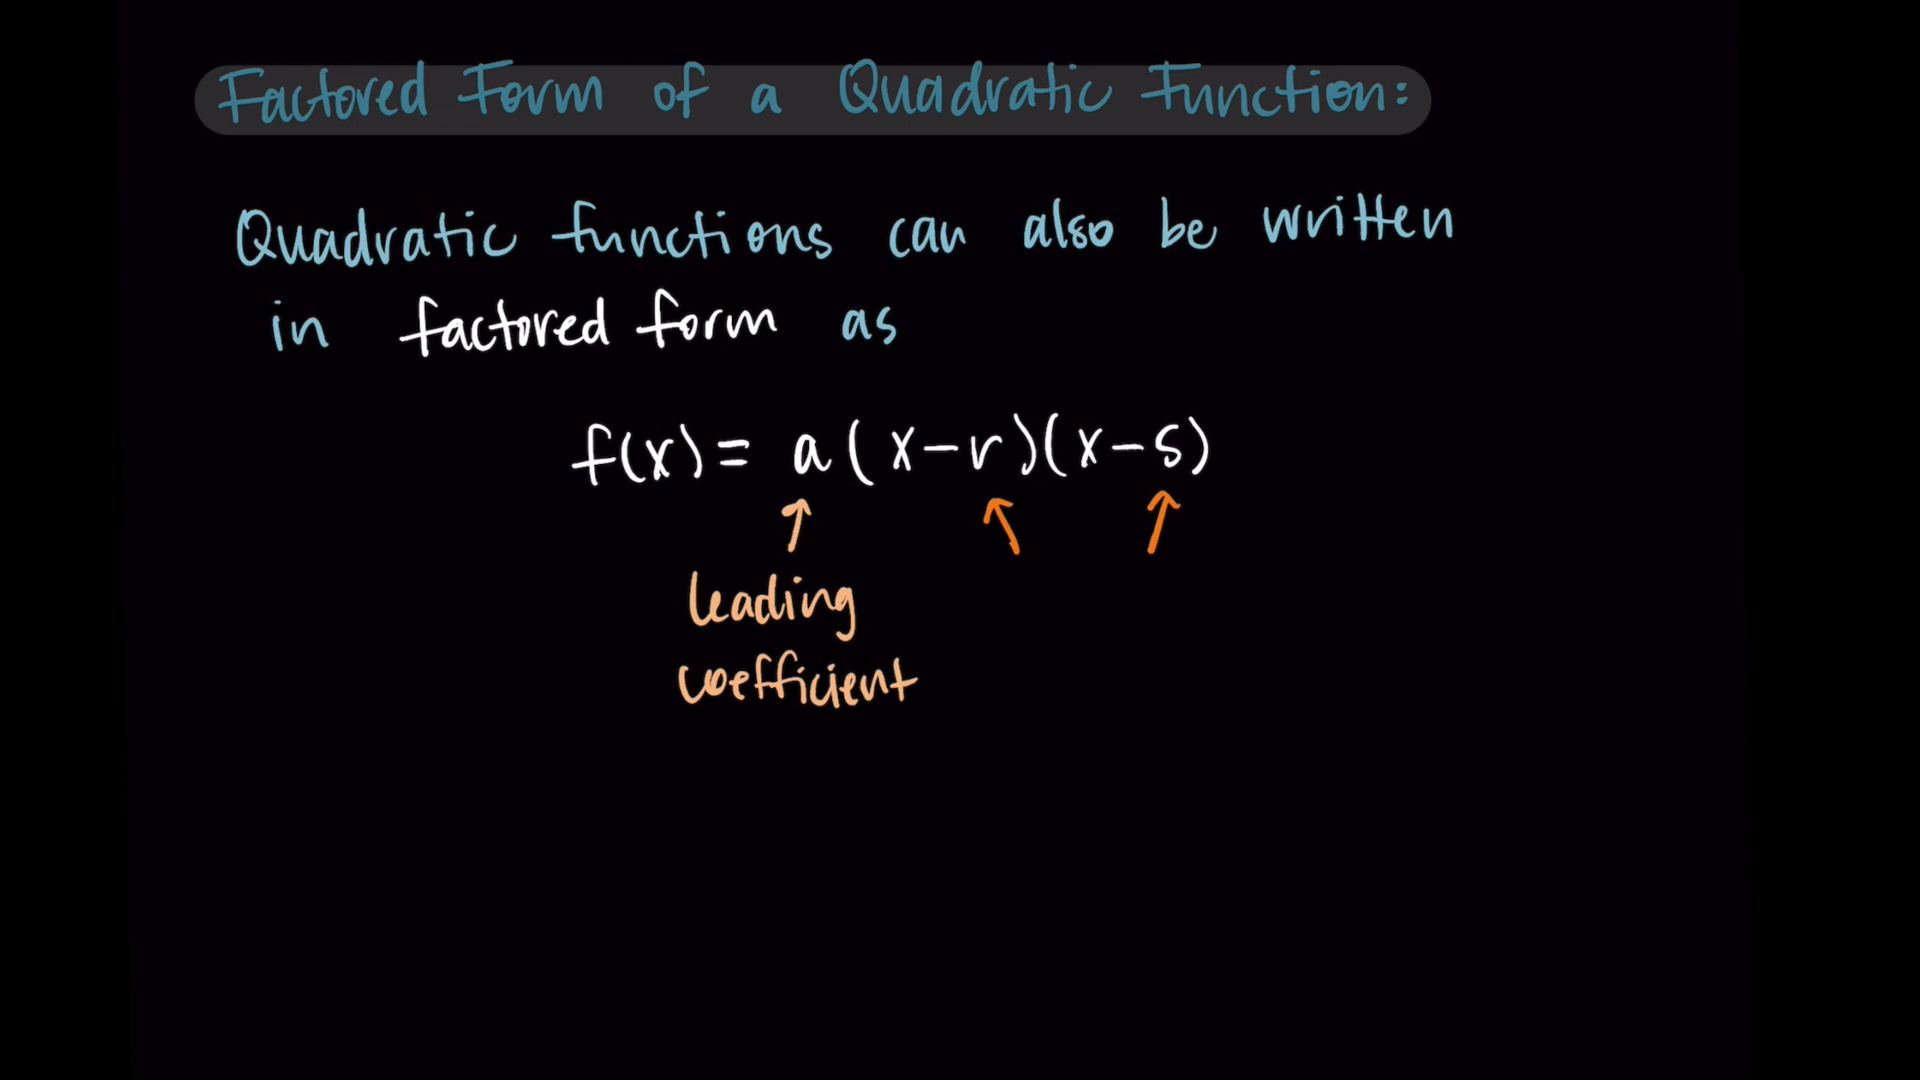 Factored Form of a Quadratic Function:
Quadratic functions can also be written
in factored form as
f(x) = a(x-r)(x-s)
leading
coefficient